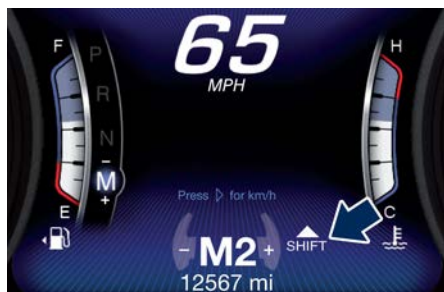 65
MPH
F
P
R
N
-
M
+
E
H
C
Press ▷ for km/h
- M2 +
SHIFT
12567 mi